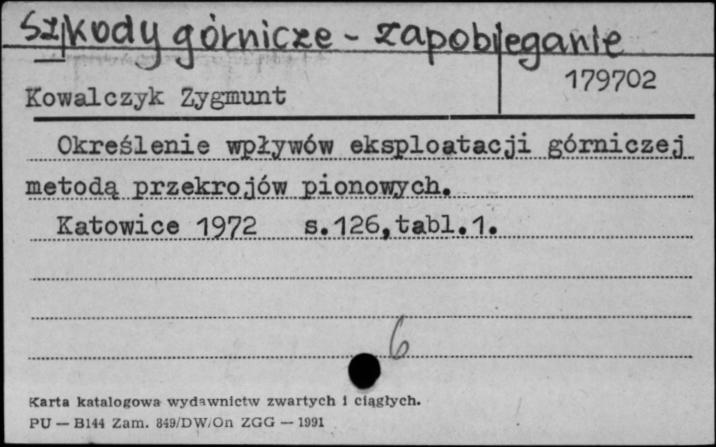 Szkody górnicze - zapobieganie
179702
Kowalczyk Zygmunt
Określenie wpływów eksploatacji górniczej
metodą przekrojów pionowych.
Katowice 1972 s.126,tabl.1.
6
Karta katalogowa wydawnictw zwartych i ciągłych.
PU — B144 Zam. 849/DW/On ZGG — 1991